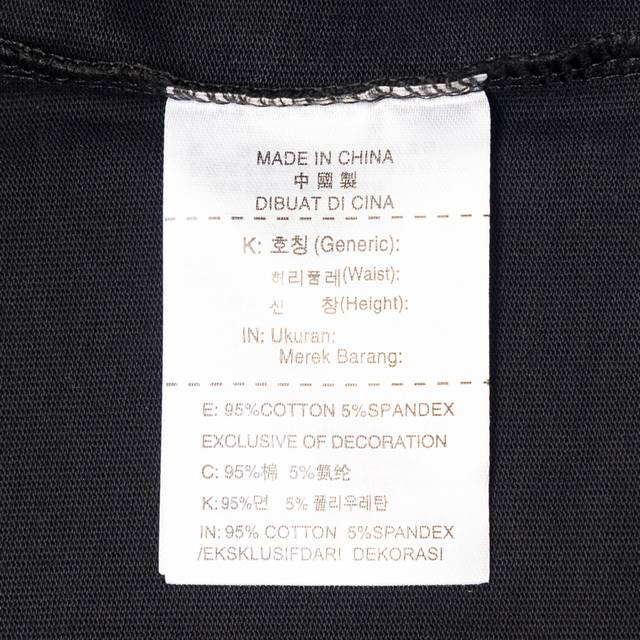 MADE IN CHINA
中國製
DIBUAT DI CINA
K: 호칭 (Generic):
허리풀레(Waist):
신 창(Height):
IN: Ukuran:
Merek Barang:
E: 95%COTTON 5%SPANDEX
EXCLUSIVE OF DECORATION
C: 95%棉 5%氨纶
K: 95%면 5% 폴리우레탄
IN: 95% COTTON 5%SPANDEX
/EKSKLUSIFDARI DEKORASI